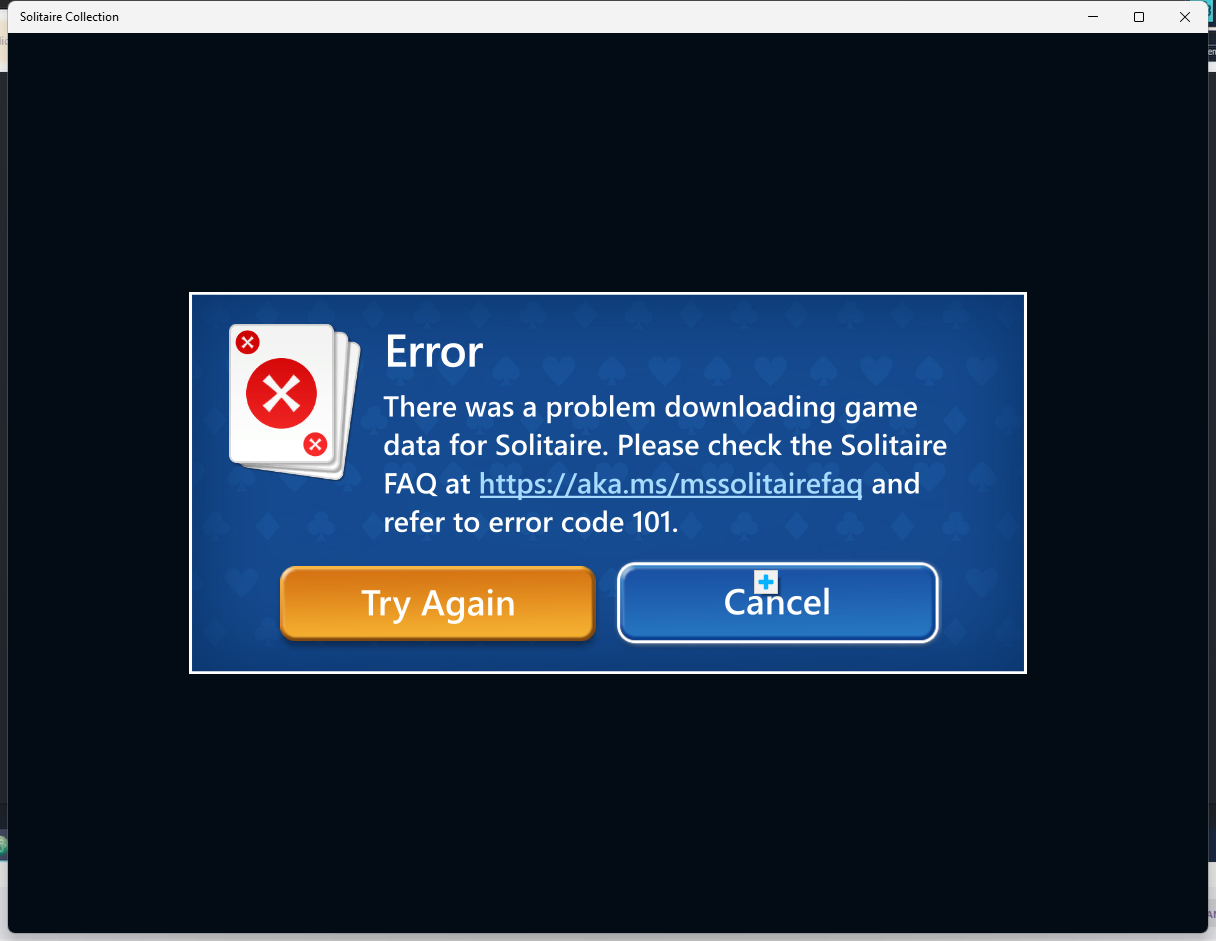 Solitaire Collection
Error
There was a problem downloading game
data for Solitaire. Please check the Solitaire
FAQ at https://aka.ms/mssolitairefaq and
refer to error code 101.
Try Again
Cancel